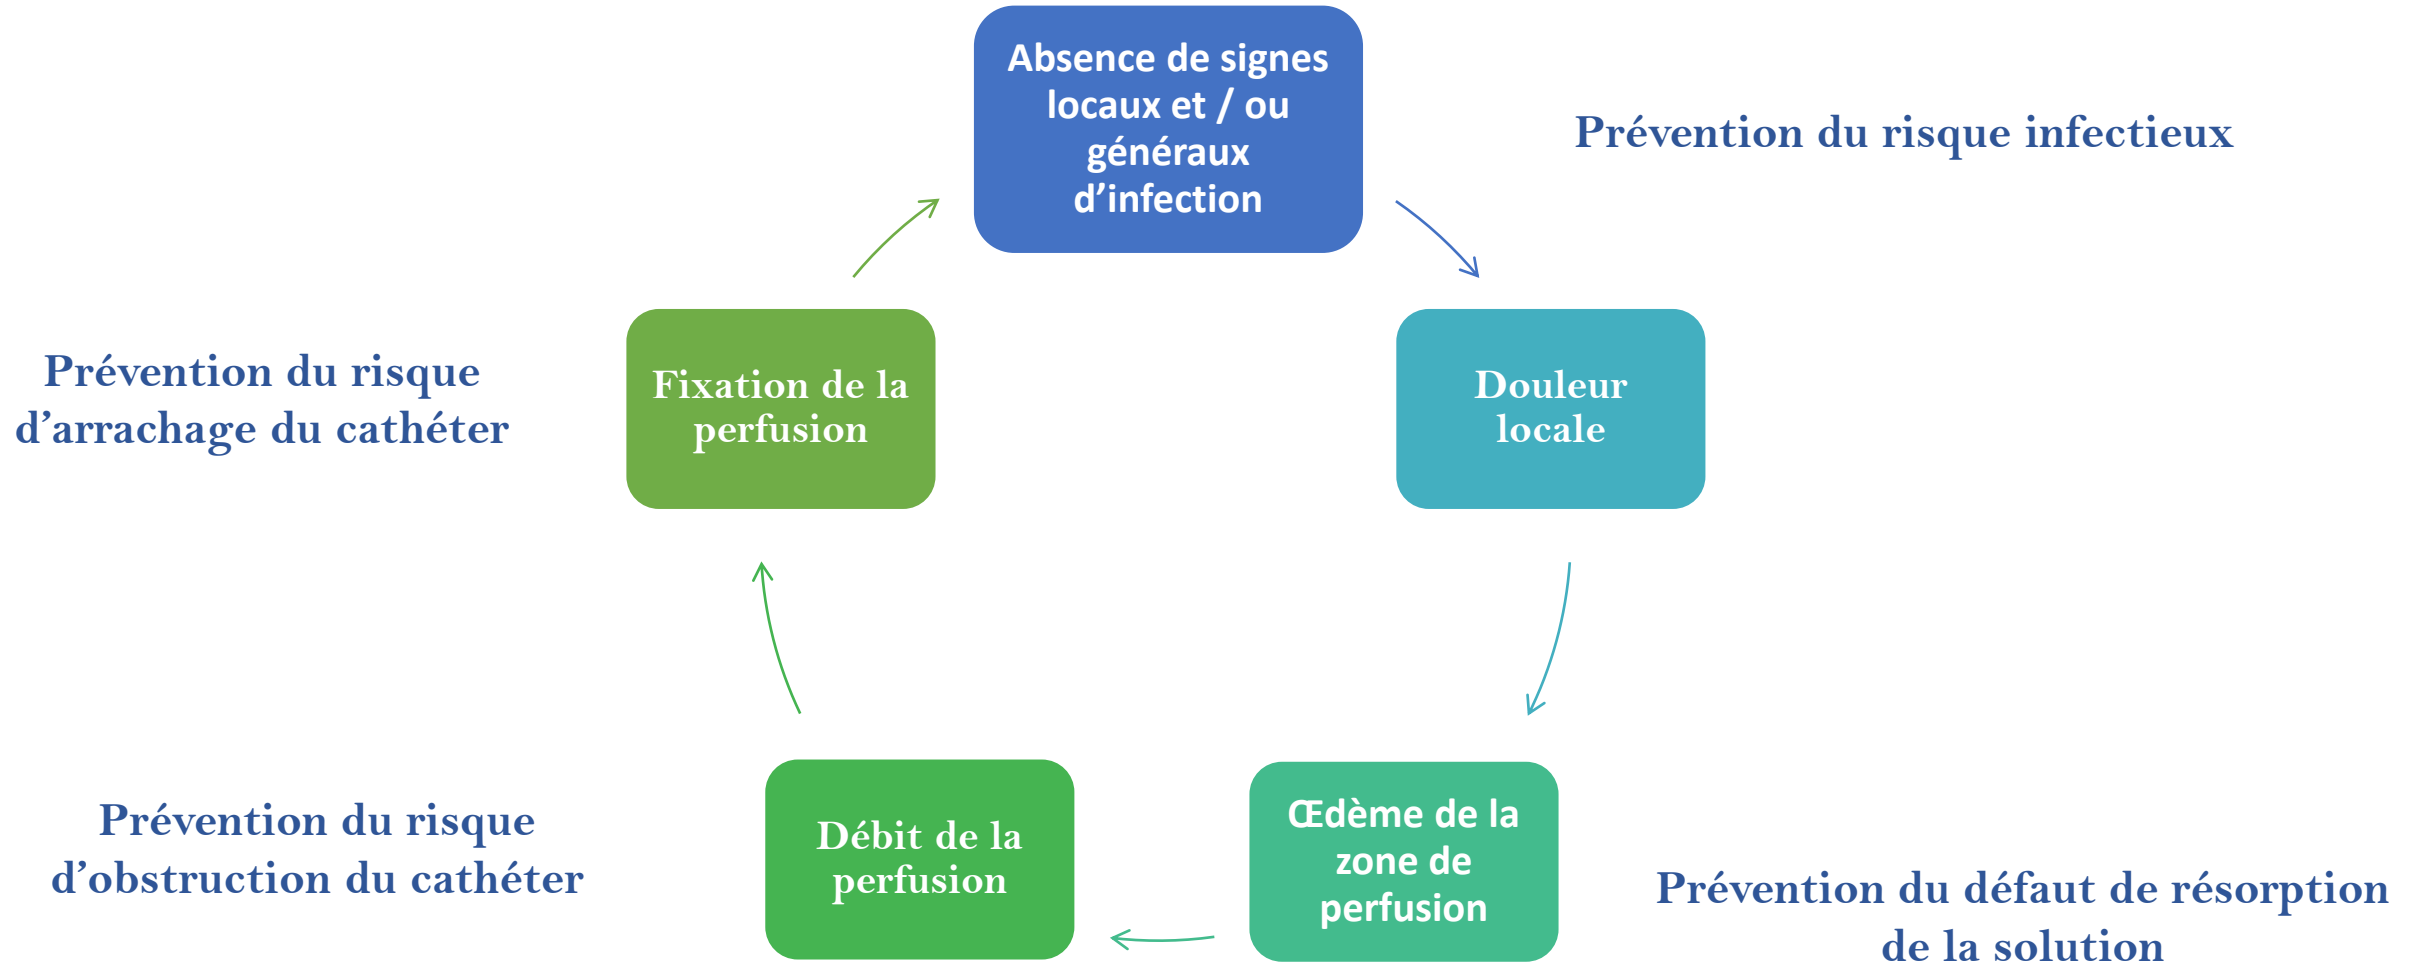 Absence de signes
locaux et / ou
généraux
d’infection
Prévention du risque infectieux
Douleur
locale
Œdème de la
zone de
perfusion
Prévention du défaut de résorption
de la solution
Débit de la
perfusion
Prévention du risque
d’obstruction du cathéter
Fixation de la
perfusion
Prévention du risque
d’arrachage du cathéter